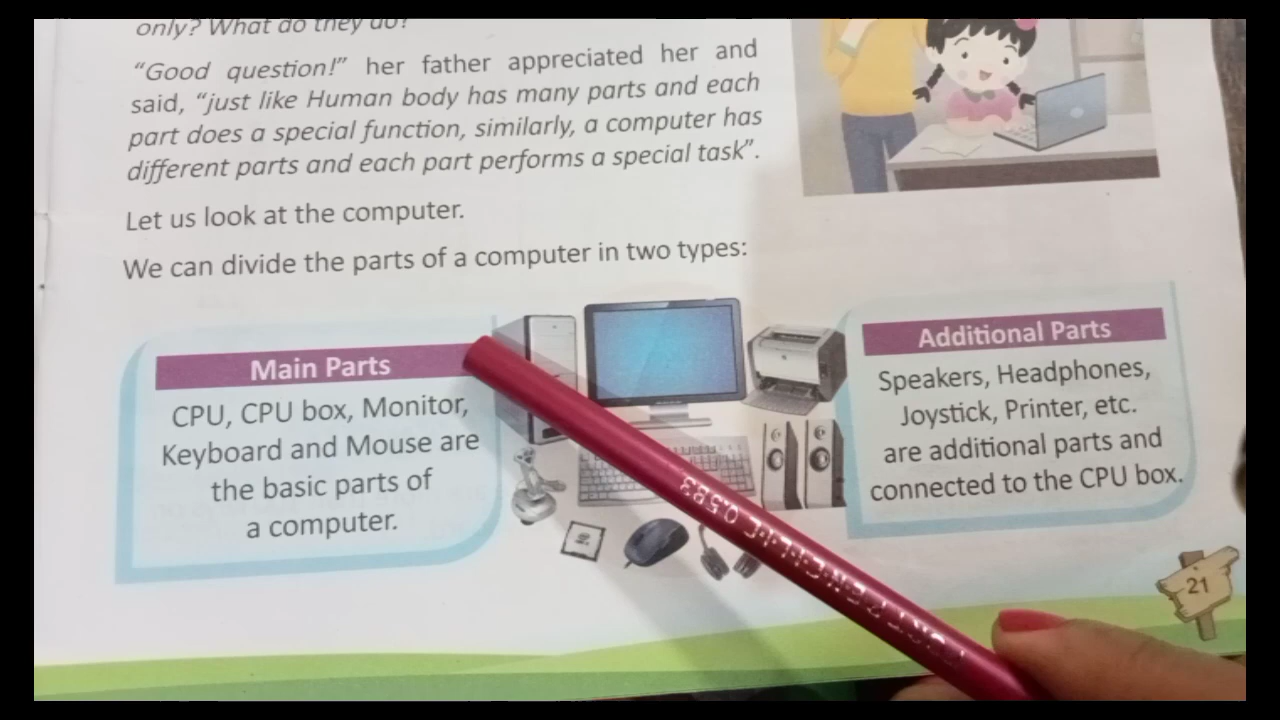 only? What do they do?
“Good question!” her father appreciated her and
said, “just like Human body has many parts and each
part does a special function, similarly, a computer has
different parts and each part performs a special task”.
Let us look at the computer.
We can divide the parts of a computer in two types:
Main Parts
CPU, CPU box, Monitor,
Keyboard and Mouse are
the basic parts of
a computer.
Additional Parts
Speakers, Headphones,
Joystick, Printer, etc.
are additional parts and
connected to the CPU box.
21